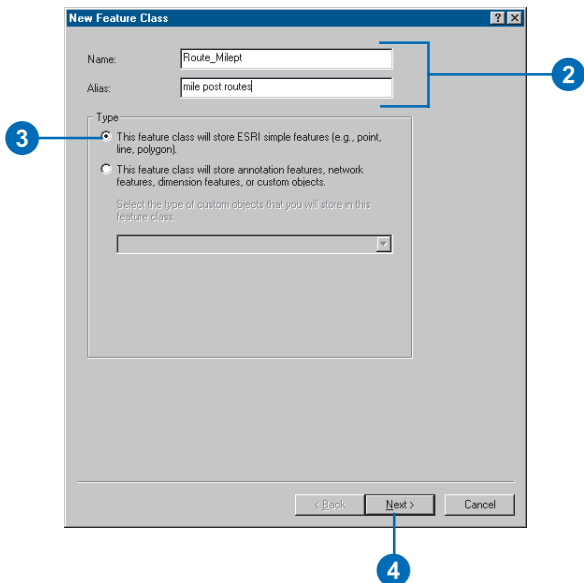 New Feature Class
Name:
Route_Milept
Alias:
mile post routes
2
Type
3
This feature class will store ESRI simple features (e.g., point,
line, polygon).
This feature class will store annotation features, network
features, dimension features, or custom objects.
Select the type of custom objects that you will store in this
feature class.
< Back
Next >
Cancel
4